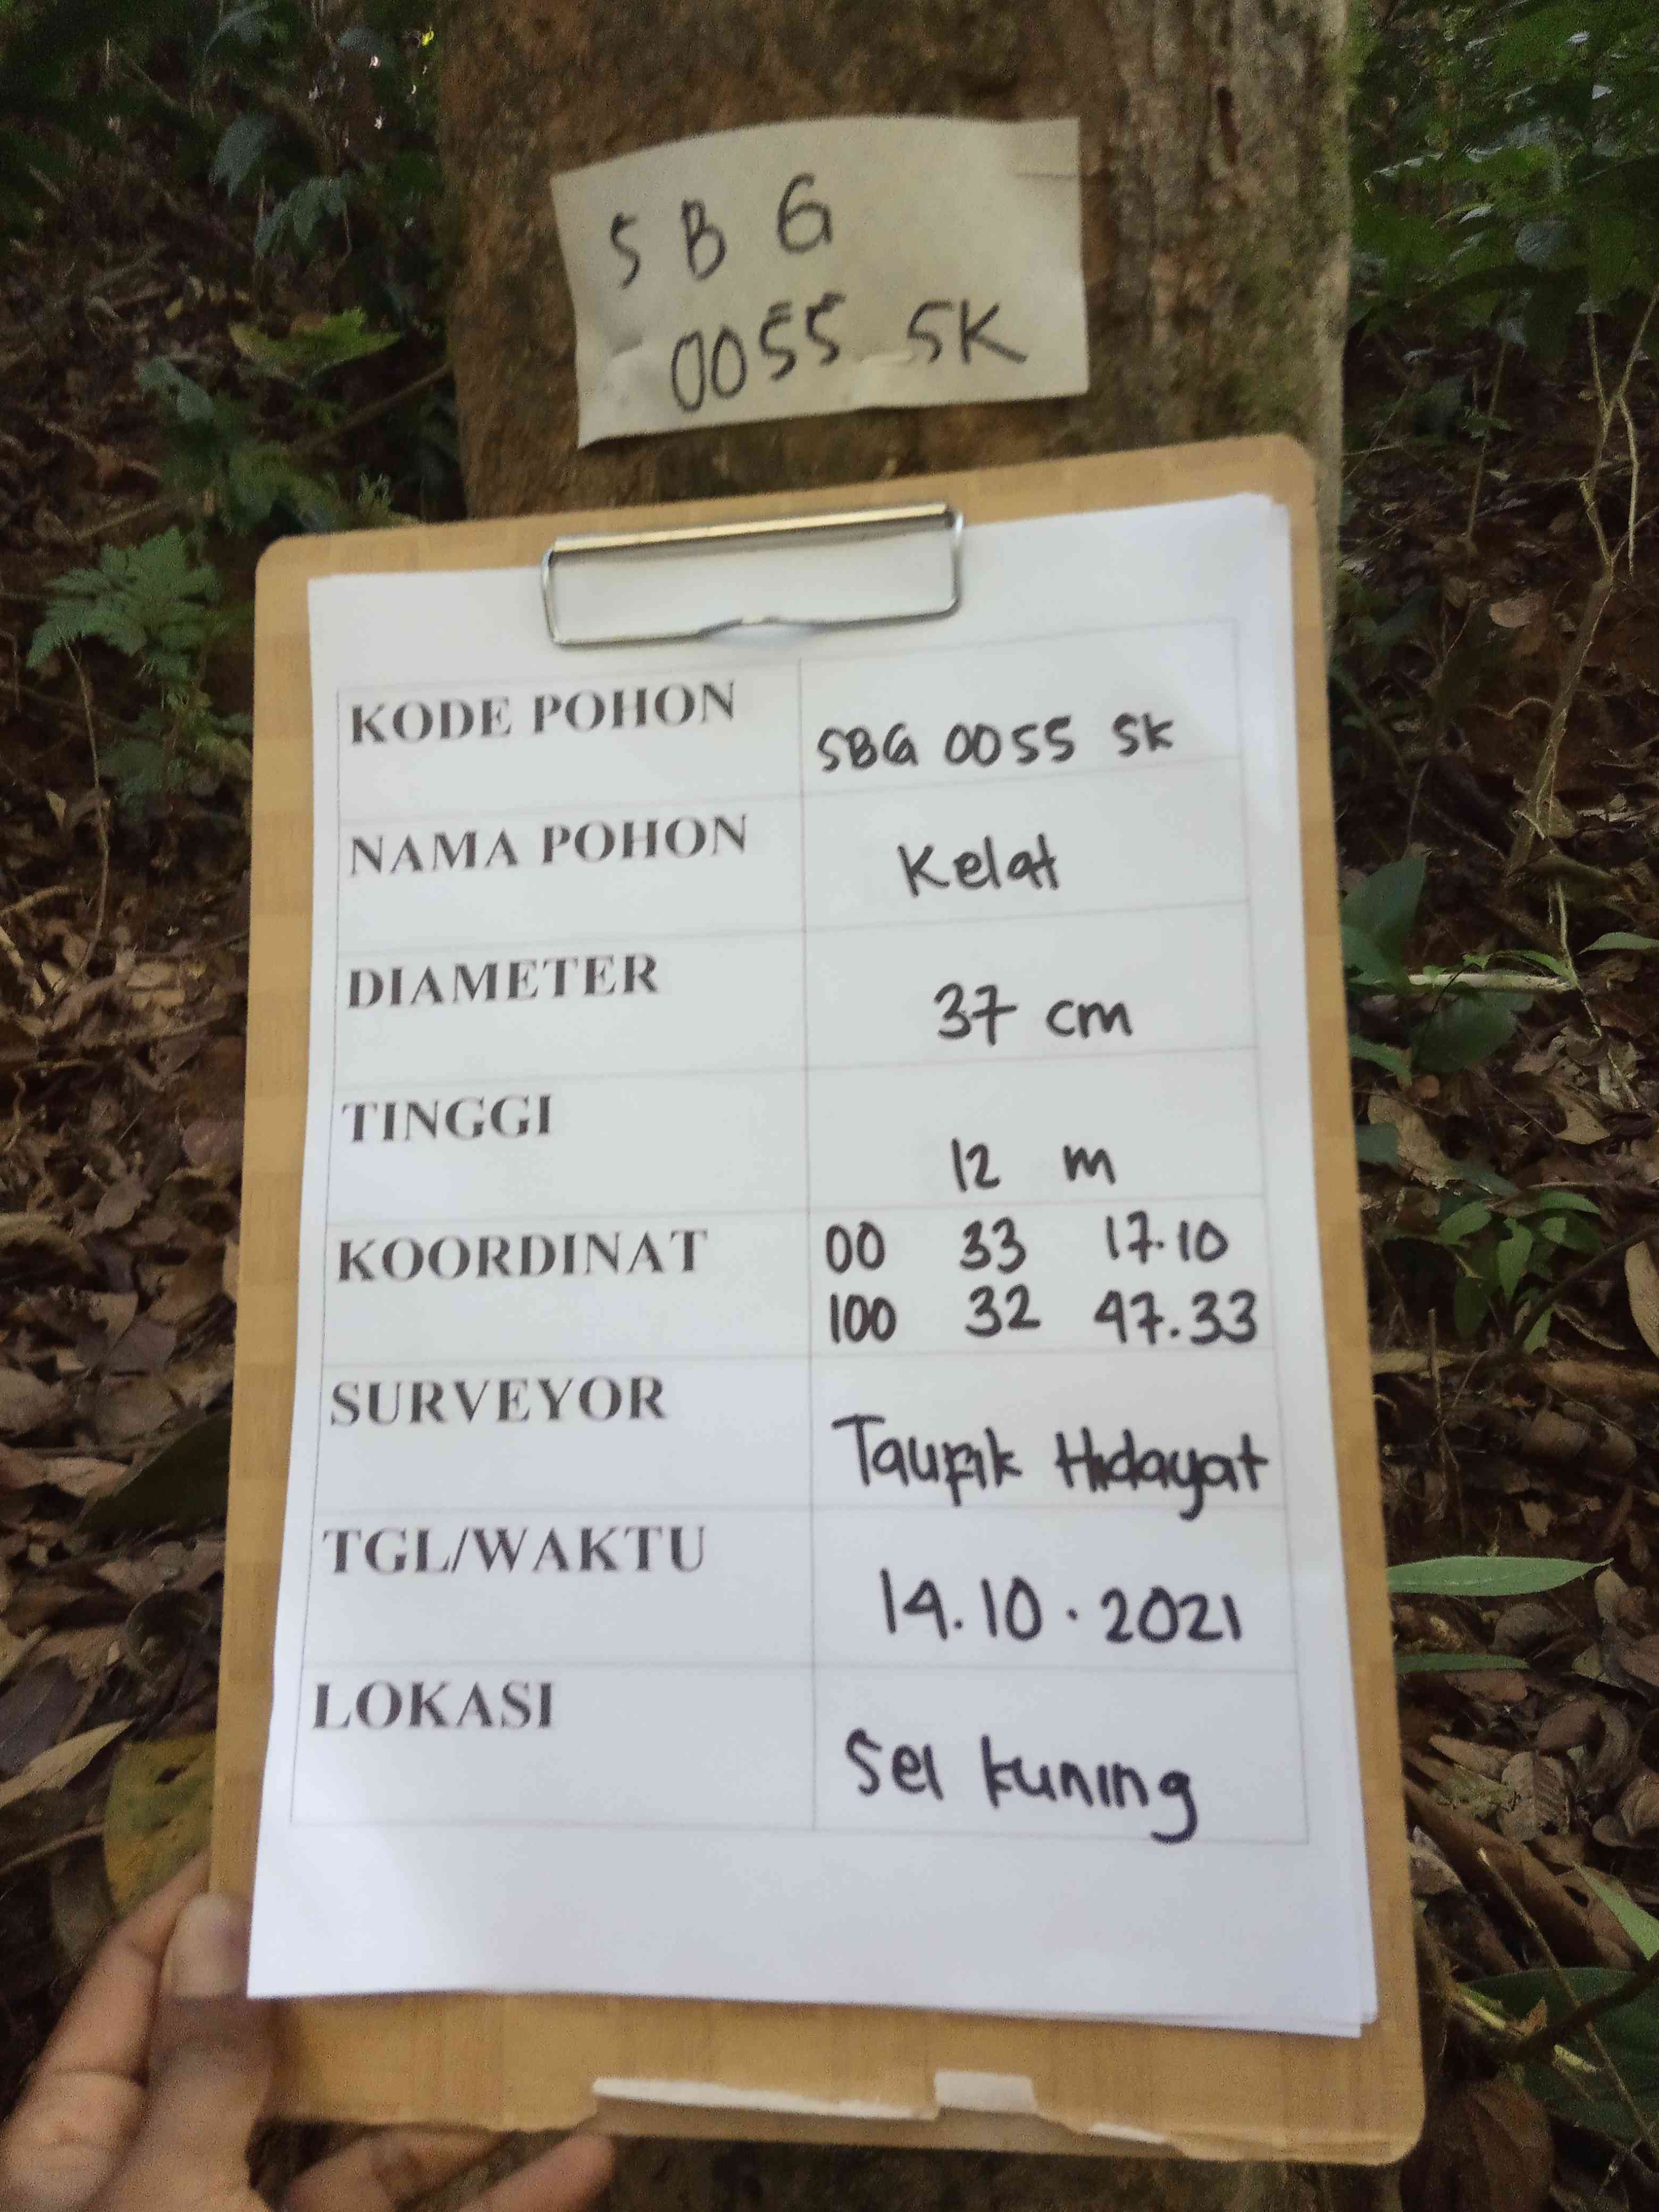 SBG
0055 SK
KODE POHON SBG 0055 SK
NAMA POHON Kelat
DIAMETER 37 cm
TINGGI 12 m
KOORDINAT 00 33 17.10
100 32 47.33
SURVEYOR Taufik Hidayat
TGL/WAKTU 14.10.2021
LOKASI Sei kuning